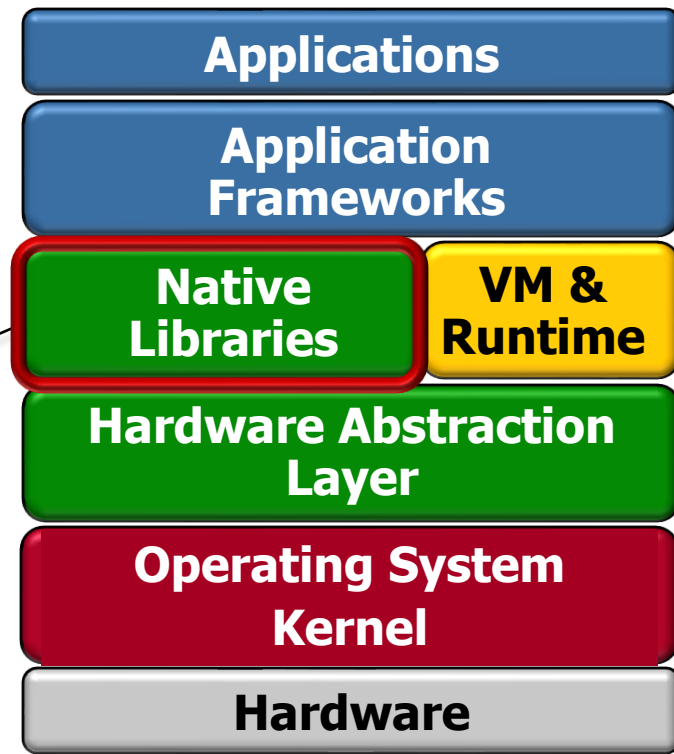 Applications
Application
Frameworks
Native
Libraries
VM &
Runtime
Hardware Abstraction
Layer
Operating System
Kernel
Hardware